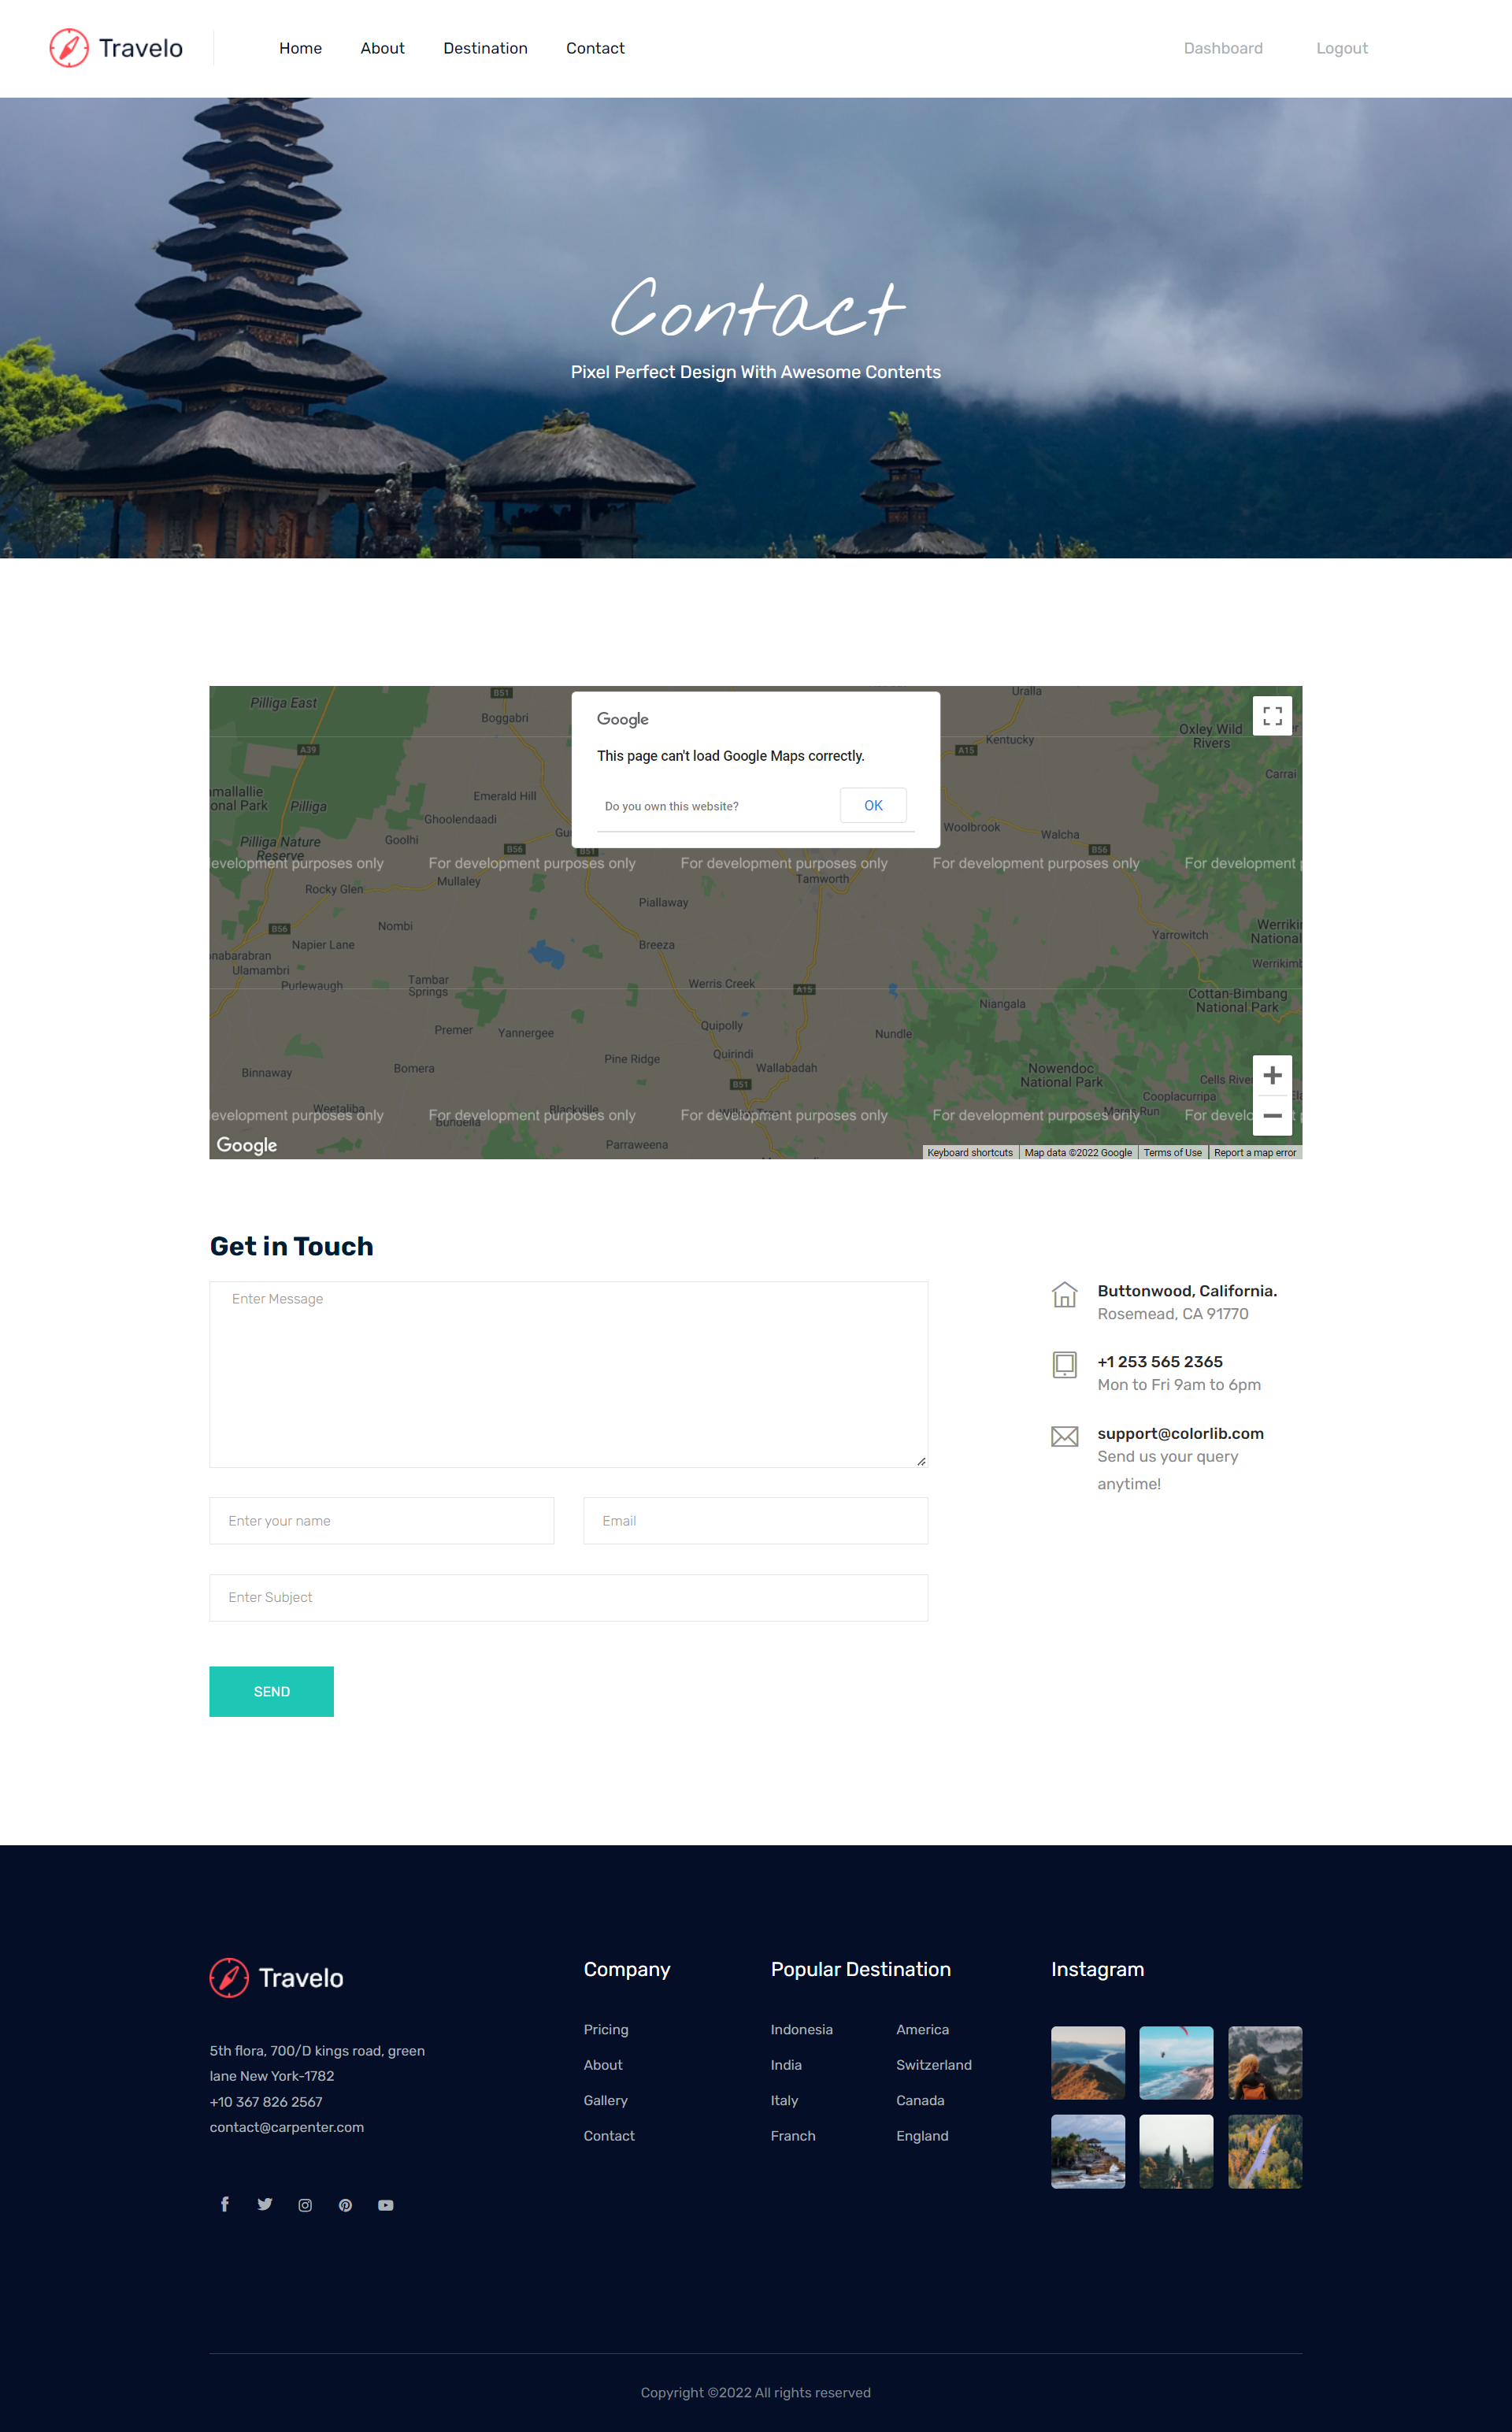 Travelo
Home
About
Destination
Contact
Dashboard
Logout
Contact
Pixel Perfect Design With Awesome Contents
Pilliga East
B51
Boggabri
Uralla
Google
This page can't load Google Maps correctly.
Do you own this website?
OK
A39
A15
Kentucky
Oxley Wild
Rivers
Carrai
onal Park
Pilliga
Emerald Hill
Ghoolendaadi
Goolhi
Woolbrook
Walcha
Pilliga Nature
Reserve
B56
B51
B56
evelopment purposes only
For development purposes only
For development purposes only
For development purposes only
For development
Rocky Glen
Mullaley
Tamworth
Piallaway
B56
Nombi
Napier Lane
Breeza
Yarrowitch
National
Ulamambri
Purlewaugh
Tambar
Springs
Werris Creek
A15
Niangala
Cottan-Bimbang
National Park
Premer
Yannergee
Quipolly
Nundle
Pine Ridge
Quirindi
Wallabadah
Binnaway
Bomera
B51
Nowendoc
National Park
Cells River
Cooplacurripa
Weetaliba
Blackville
evelopment purposes only
For development purposes only
For development purposes only
For development purposes only
Bundella
Parraweena
Google
Keyboard shortcuts
Map data ©2022 Google
Terms of Use
Report a map error
Get in Touch
Enter Message
Enter your name
Email
Enter Subject
SEND
Buttonwood, California.
Rosemead, CA 91770
+1 253 565 2365
Mon to Fri 9am to 6pm
support@colorlib.com
Send us your query
anytime!
Travelo
5th flora, 700/D kings road, green
lane New York-1782
+10 367 826 2567
contact@carpenter.com
Company
Pricing
About
Gallery
Contact
Popular Destination
Indonesia
India
Italy
Franch
America
Switzerland
Canada
England
Instagram
Copyright ©2022 All rights reserved